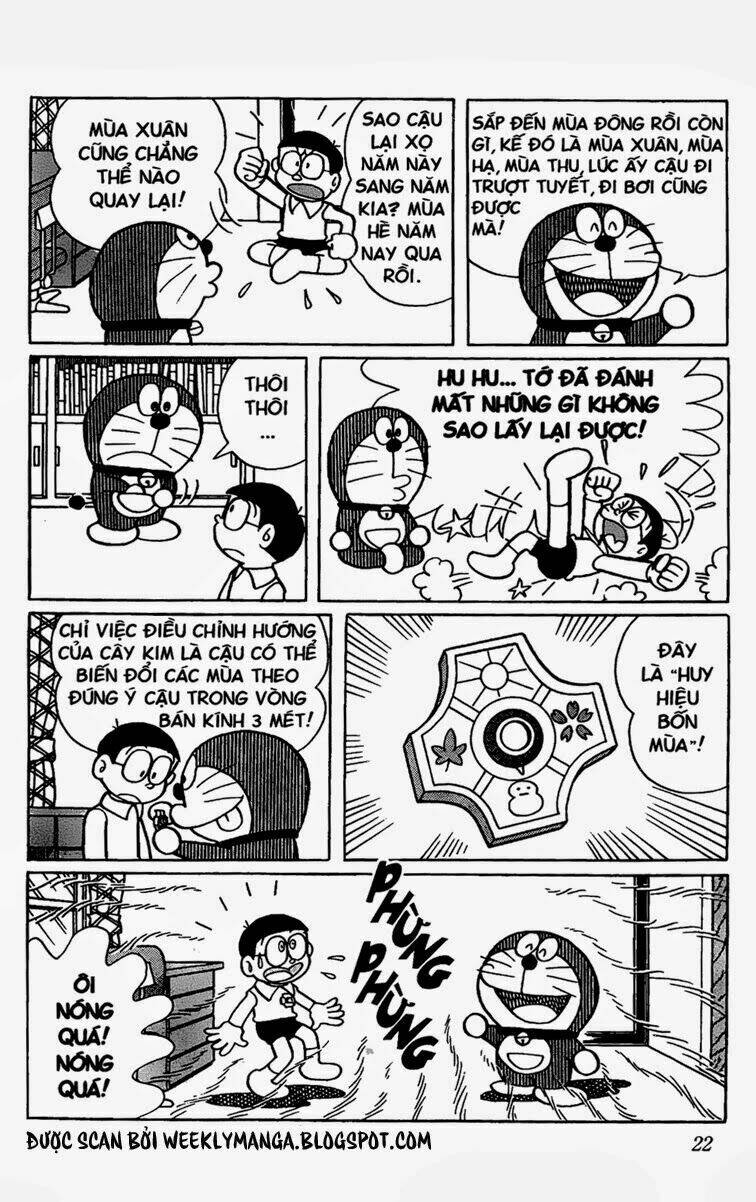 SẮP ĐẾN MÙA ĐÔNG RỒI CÒN
GÌ, KẾ ĐÓ LÀ MÙA XUÂN, MÙA
HẠ, MÙA THU, LÚC ẤY CẬU ĐI
TRƯỢT TUYẾT, ĐI BƠI CŨNG
ĐƯỢC
MÀ!
SAO CẬU
LẠI XỌ
NĂM NÀY
SANG NĂM
KIA? MÙA
HÈ NĂM
NAY QUA
RỒI.
MÙA XUÂN
CŨNG CHẲNG
THỂ NÀO
QUAY LẠI!
HU HU... TỚ ĐÃ ĐÁNH
MẤT NHỮNG GÌ KHÔNG
SAO LẤY LẠI ĐƯỢC!
THÔI
THÔI
...
ĐÂY
LÀ "HUY
HIỆU
BỐN
MÙA"!
CHỈ VIỆC ĐIỀU CHỈNH HƯỚNG
CỦA CÂY KIM LÀ CẬU CÓ THỂ
BIẾN ĐỔI CÁC MÙA THEO
ĐÚNG Ý CẬU TRONG VÒNG
BÁN KÍNH 3 MÉT!
PHỪNG
PHỪNG
ÔI
NÓNG
QUÁ!
NÓNG
QUÁ!
ĐƯỢC SCAN BỞI WEEKLYMANGA.BLOGSPOT.COM
22